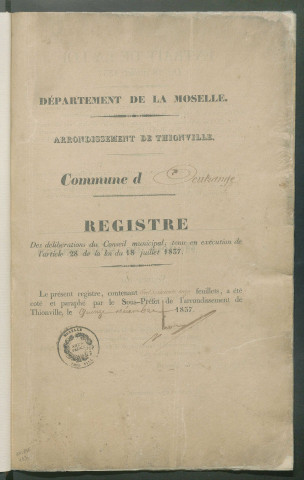 DÉPARTEMENT DE LA MOSELLE.
ARRONDISSEMENT DE THIONVILLE.
Commune d
REGISTRE
Des délibérations du Conseil municipal, tenu en exécution de
l'article 28 de la loi du 18 juillet 1837.
Le présent registre, contenant feuillets, a été
coté et paraphé par le Sous-Préfet de l'arrondissement de
Thionville, le quinze novembre 1837.